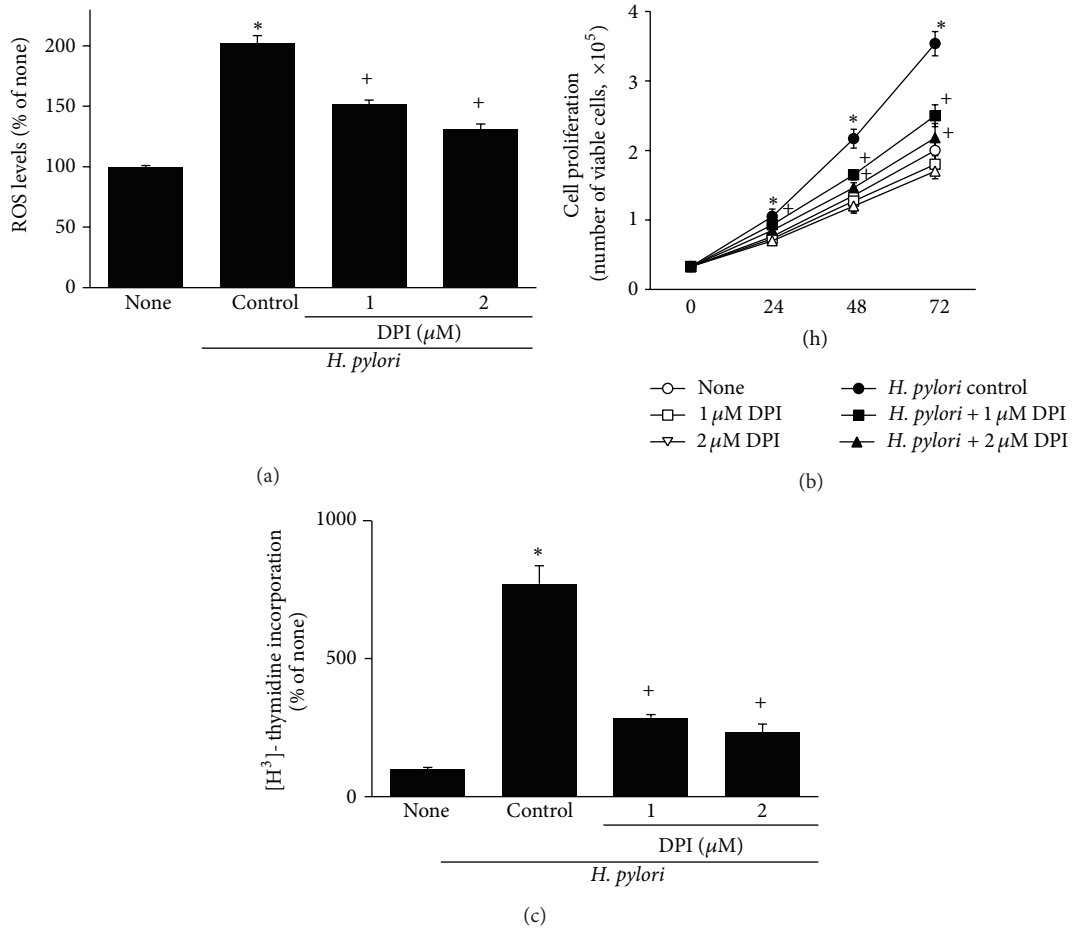 ROS levels (% of none)
200
150
100
50
0
None Control 1 2
DPI (μM)
H. pylori
(a)
Cell proliferation
(number of viable cells, ×10⁵)
4
3
2
1
0
* * *
+ + + + +
0 24 48 72
(h)
None
1 μM DPI
2 μM DPI
H. pylori control
H. pylori + 1 μM DPI
H. pylori + 2 μM DPI
(b)
[H³]- thymidine incorporation
(% of none)
1000
500
0
*
+ +
None Control 1 2
DPI (μM)
H. pylori
(c)